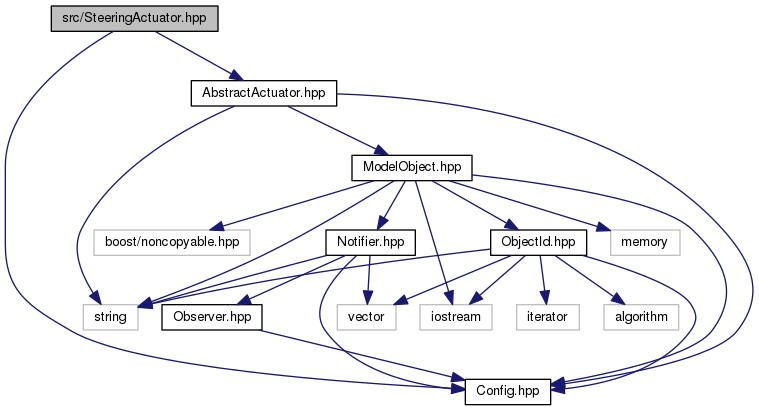 src/SteeringActuator.hpp
AbstractActuator.hpp
ModelObject.hpp
boost/noncopyable.hpp
Notifier.hpp
ObjectId.hpp
memory
string
Observer.hpp
vector
iostream
iterator
algorithm
Config.hpp